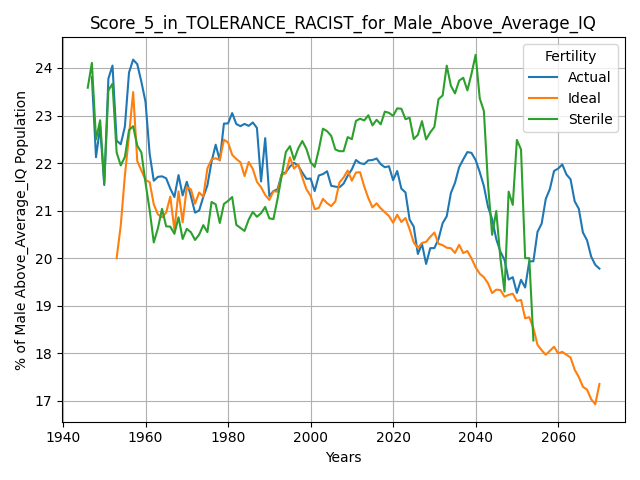 Score_5_in_TOLERANCE_RACIST_for_Male_Above_Average_IQ
Fertility
Actual
Ideal
Sterile
% of Male Above_Average_IQ Population
24
23
22
21
20
19
18
17
1940
1960
1980
2000
2020
2040
2060
Years